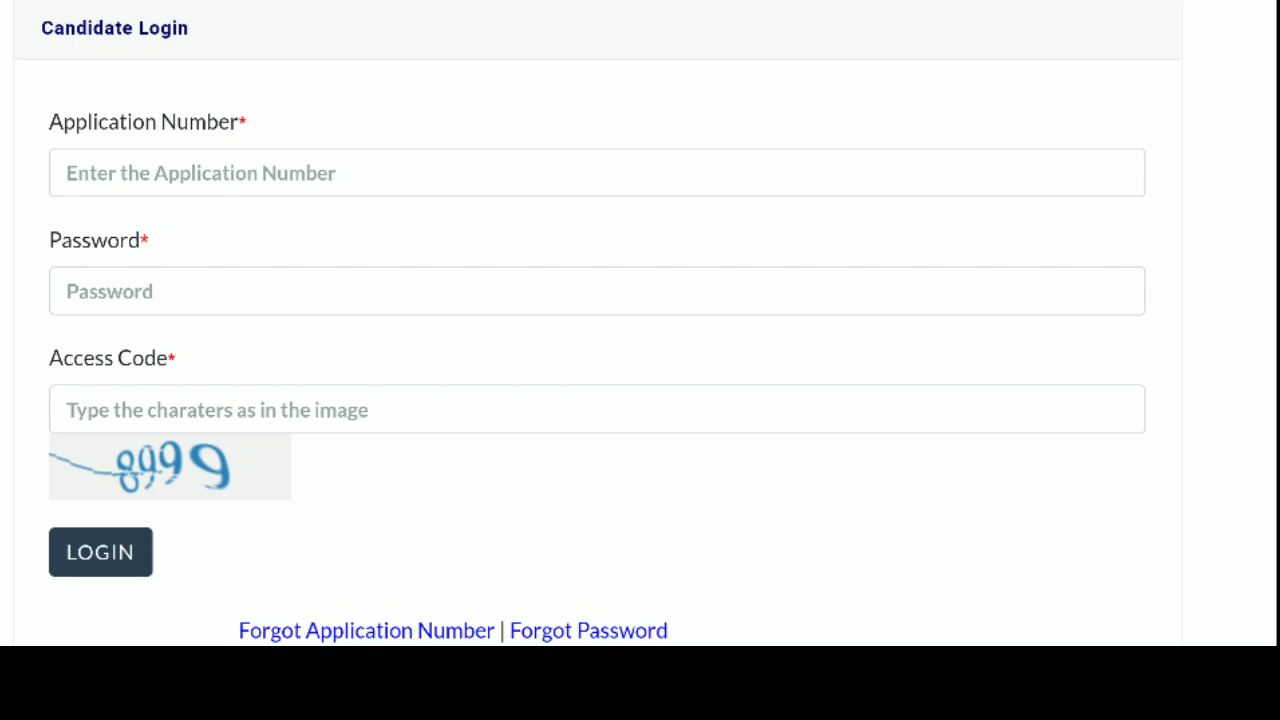 Candidate Login
Application Number*
Enter the Application Number
Password*
Password
Access Code*
Type the charaters as in the image
LOGIN
Forgot Application Number | Forgot Password